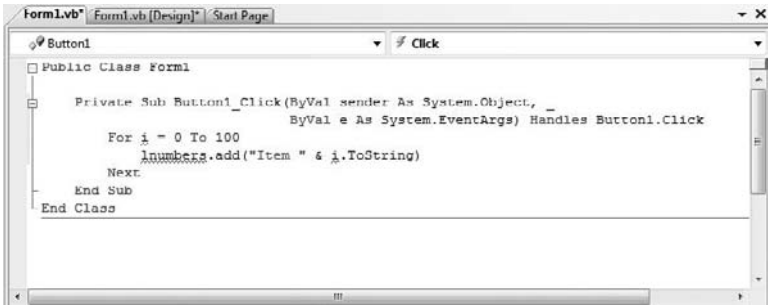 Form1.vb* Form1.vb [Design]* Start Page
Button1 Click
Public Class Form1
Private Sub Button1_Click(ByVal sender As System.Object, _
ByVal e As System.EventArgs) Handles Button1.Click
For i = 0 To 100
lnumbers.add("Item " & i.ToString)
Next
End Sub
End Class